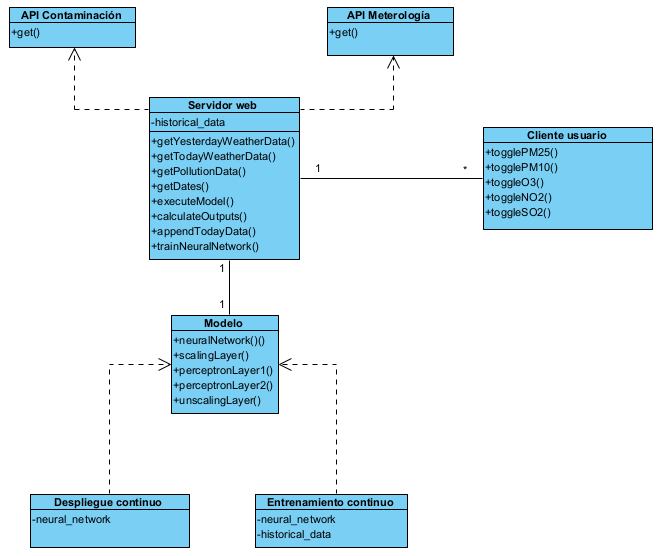 API Contaminación
+get()
API Meterología
+get()
Servidor web
-historical_data
+getYesterdayWeatherData()
+getTodayWeatherData()
+getPollutionData()
+getDates()
+executeModel()
+calculateOutputs()
+appendTodayData()
+trainNeuralNetwork()
1
*
Cliente usuario
+togglePM25()
+togglePM10()
+toggleO3()
+toggleNO2()
+toggleSO2()
1
1
Modelo
+neuralNetwork()()
+scalingLayer()
+perceptronLayer1()
+perceptronLayer2()
+unscalingLayer()
Despliegue continuo
-neural_network
Entrenamiento continuo
-neural_network
-historical_data